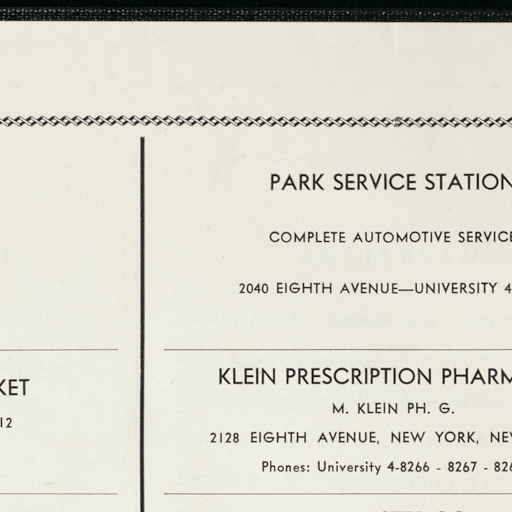 PARK SERVICE STATION
COMPLETE AUTOMOTIVE SERVICE
2040 EIGHTH AVENUE—UNIVERSITY 4
KET
12
KLEIN PRESCRIPTION PHARM
M. KLEIN PH. G.
2128 EIGHTH AVENUE, NEW YORK, NE
Phones: University 4-8266 - 8267 - 826